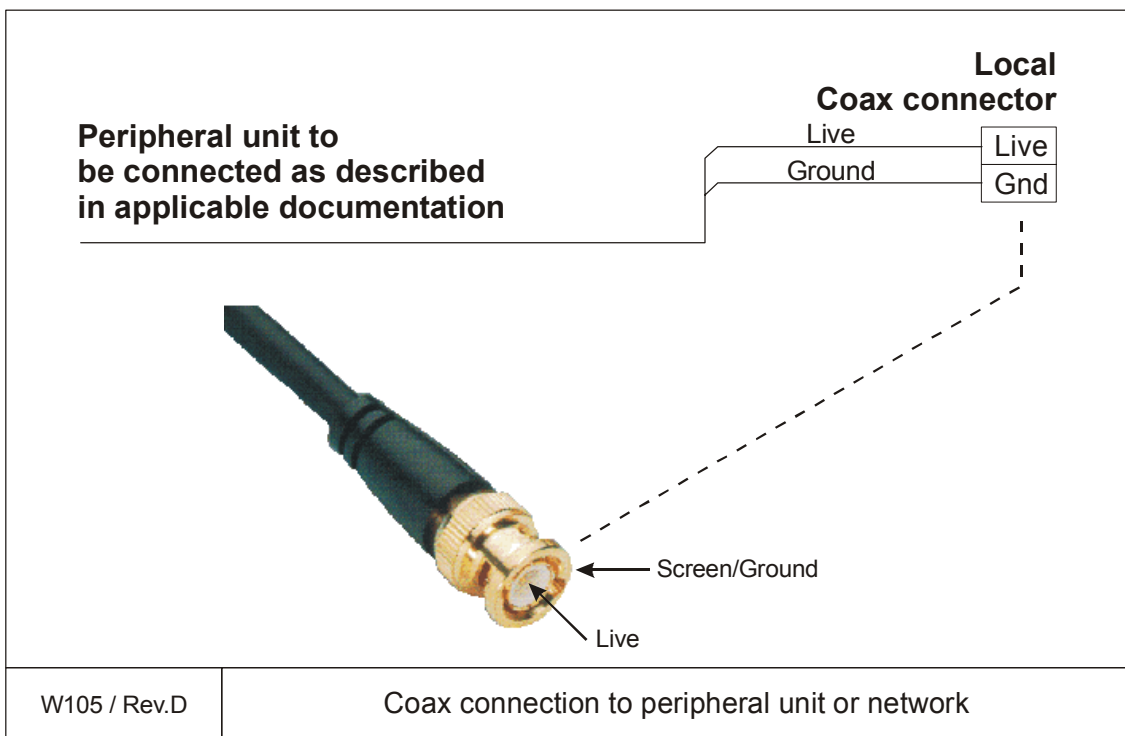 Local
Coax connector
Peripheral unit to
be connected as described
in applicable documentation
Live
Live
Ground
Gnd
Screen/Ground
Live
W105 / Rev.D
Coax connection to peripheral unit or network